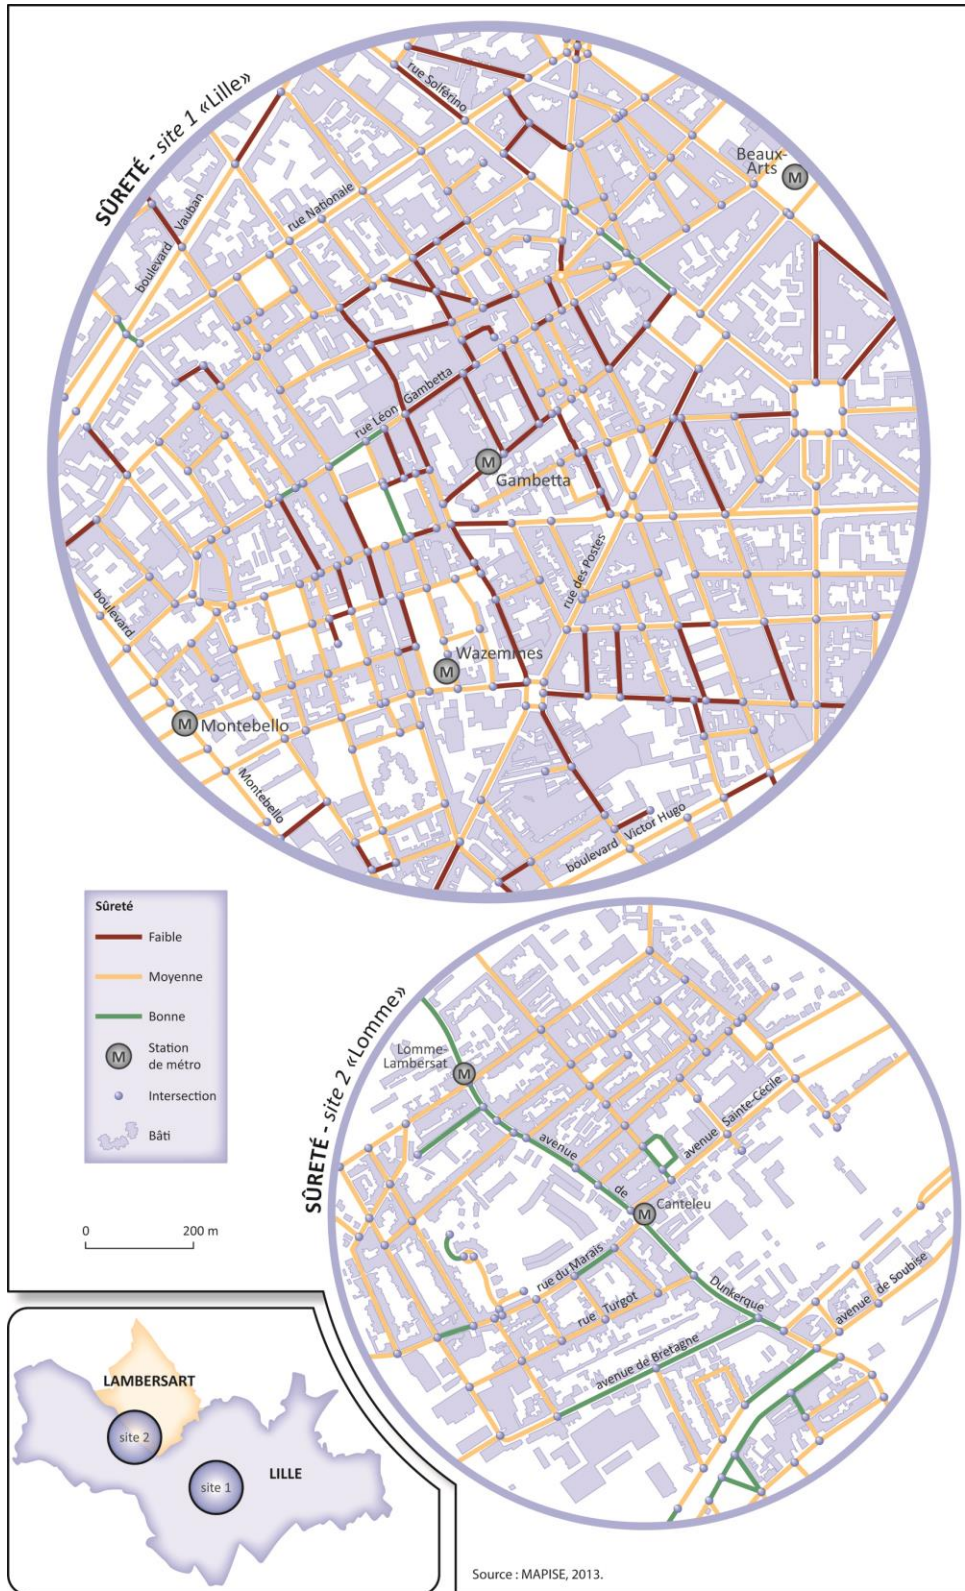 SÛRETÉ - site 1 «Lille»
rue Solférino
Beaux-
Arts
M
boulevard Vauban
rue Nationale
rue Léon Gambetta
M
Gambetta
rue des Postes
boulevard
Wazemmes
M
M
Montebello
Montebello
boulevard Victor Hugo
Sûreté
Faible
Moyenne
Bonne
M
Station
de métro
Intersection
Bâti
0
200 m
SÛRETÉ - site 2 «Lomme»
Lomme-
Lambersat
M
avenue
de
Dunkerque
avenue Sainte-Cécile
M
Canteleu
rue du Marais
rue Turgot
avenue de Bretagne
avenue de Soubise
LAMBERSART
site 2
LILLE
site 1
Source : MAPISE, 2013.